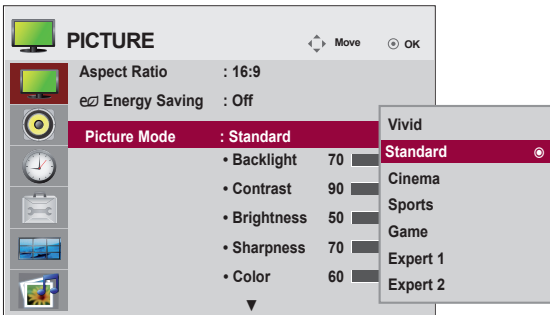 PICTURE
Move
OK
Aspect Ratio : 16:9
Energy Saving : Off
Picture Mode : Standard
• Backlight 70
• Contrast 90
• Brightness 50
• Sharpness 70
• Color 60
▼
Vivid
Standard
Cinema
Sports
Game
Expert 1
Expert 2